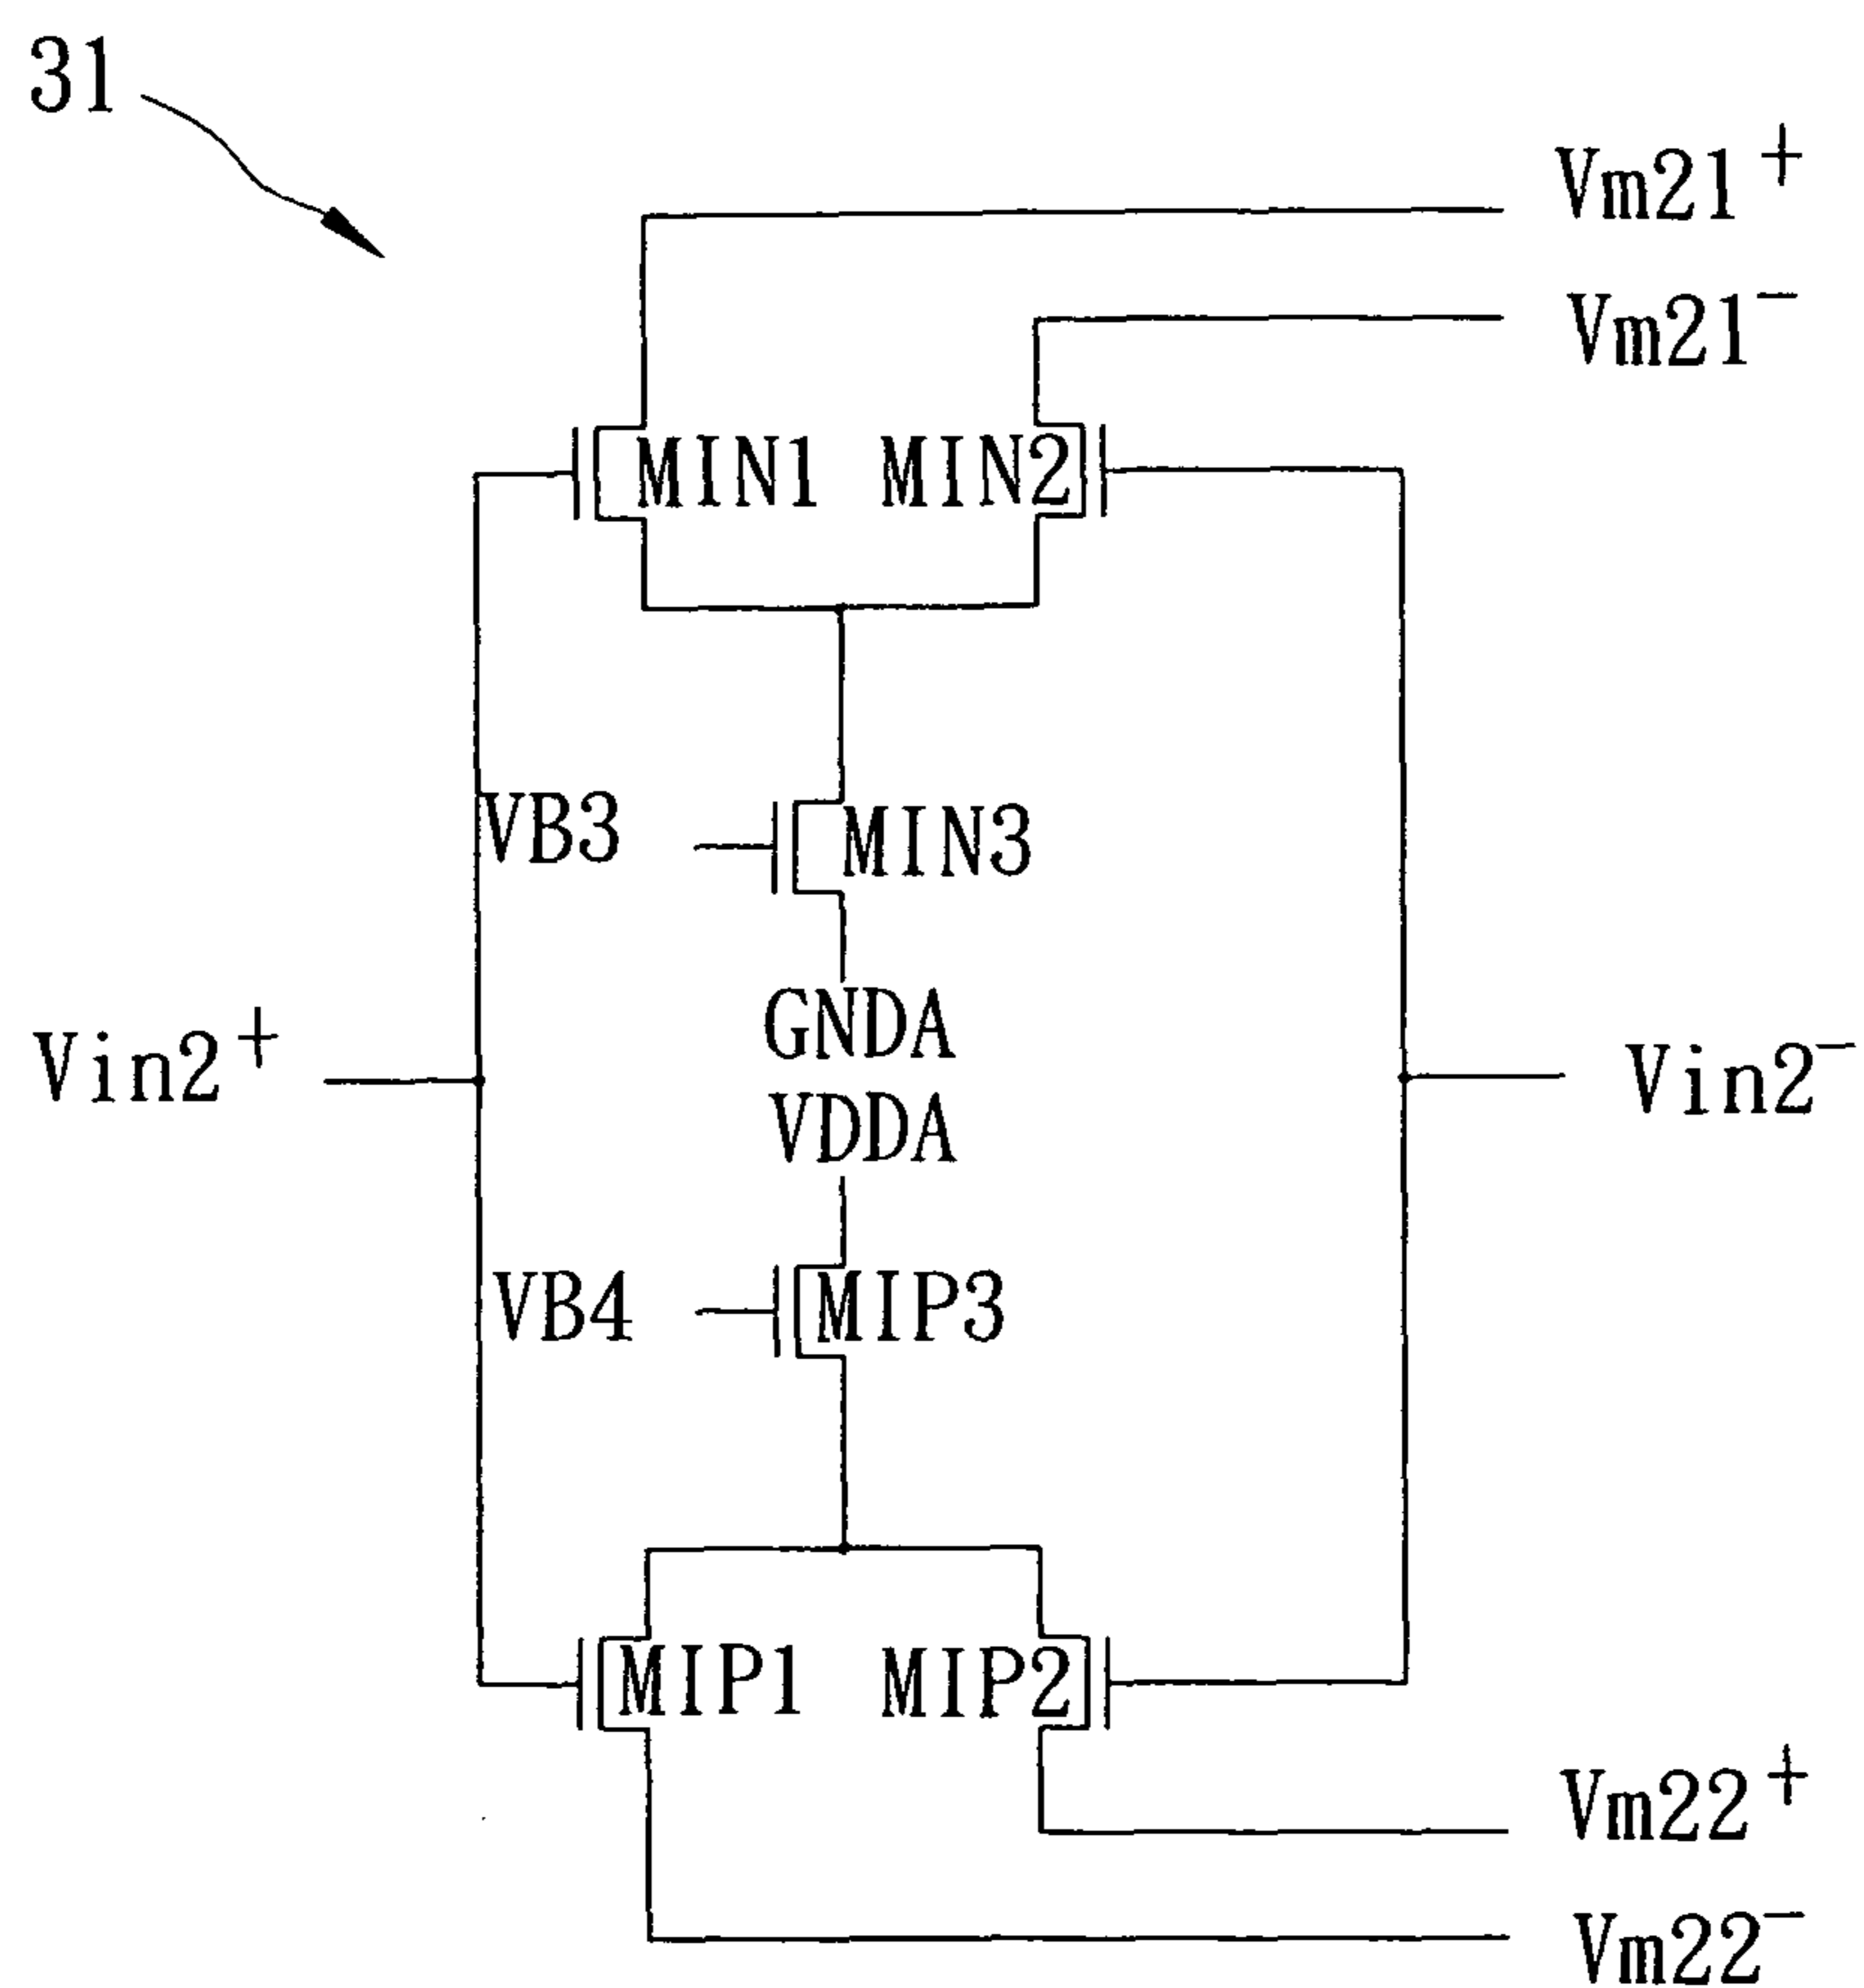 31
Vm21+
Vm21-
MIN1 MIN2
VB3 MIN3
GNDA
Vin2+
Vin2-
VDDA
VB4 MIP3
MIP1 MIP2
Vm22+
Vm22-